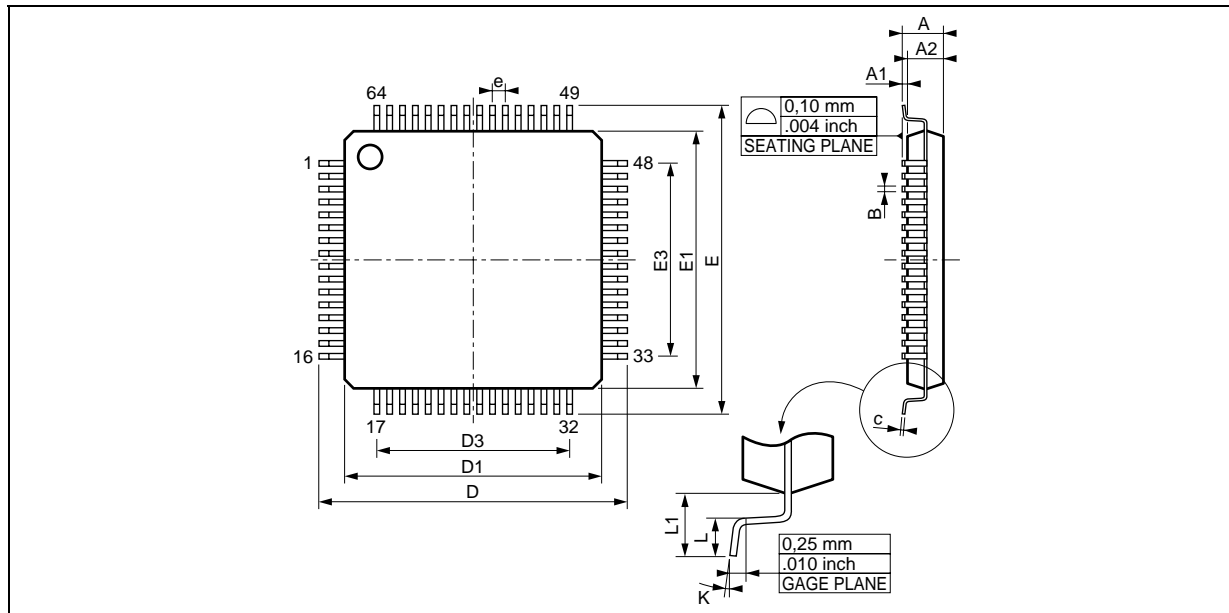 A
A2
A1
64
e
49
0,10 mm
.004 inch
SEATING PLANE
1
48
B
E3
E1
E
16
33
17
32
c
D3
D1
D
L1
L
0,25 mm
.010 inch
GAGE PLANE
K